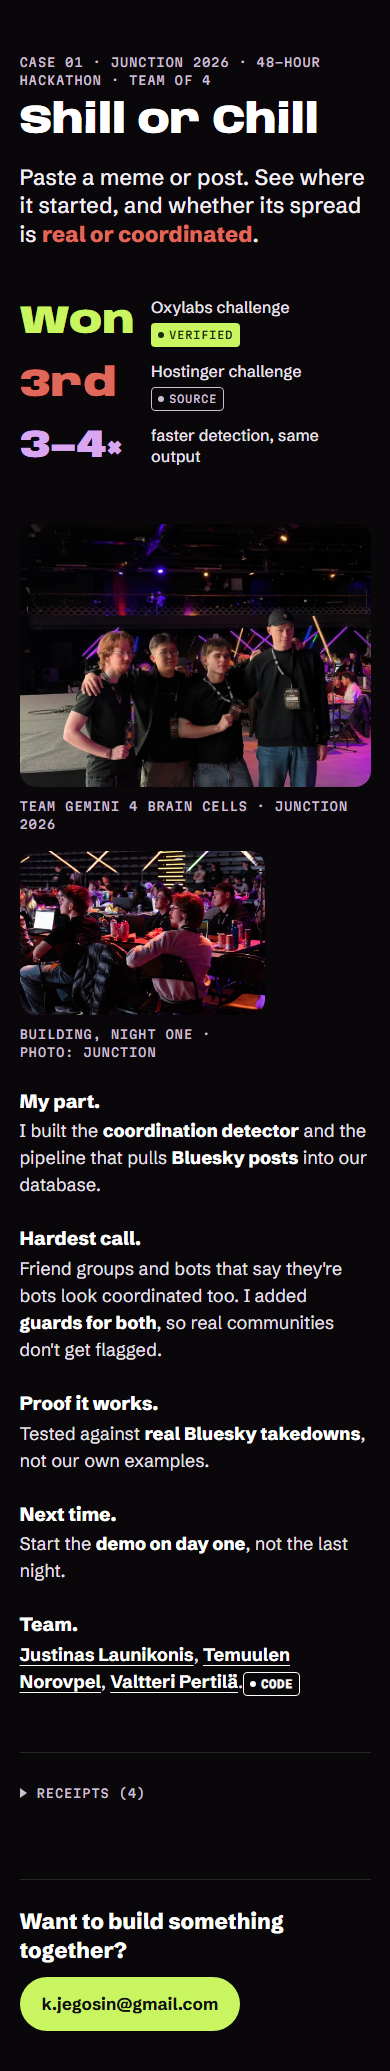 CASE 01 · JUNCTION 2026 · 48-HOUR
HACKATHON · TEAM OF 4
Shill or Chill
Paste a meme or post. See where
it started, and whether its spread
is real or coordinated.
Won
Oxylabs challenge
VERIFIED
3rd
Hostinger challenge
SOURCE
3–4×
faster detection, same
output
TEAM GEMINI 4 BRAIN CELLS · JUNCTION
2026
BUILDING, NIGHT ONE ·
PHOTO: JUNCTION
My part.
I built the coordination detector and the
pipeline that pulls Bluesky posts into our
database.
Hardest call.
Friend groups and bots that say they're
bots look coordinated too. I added
guards for both, so real communities
don't get flagged.
Proof it works.
Tested against real Bluesky takedowns,
not our own examples.
Next time.
Start the demo on day one, not the last
night.
Team.
Justinas Launikonis, Temuulen
Norovpel, Valtteri Pertilä. CODE
RECEIPTS (4)
Want to build something
together?
k.jegosin@gmail.com